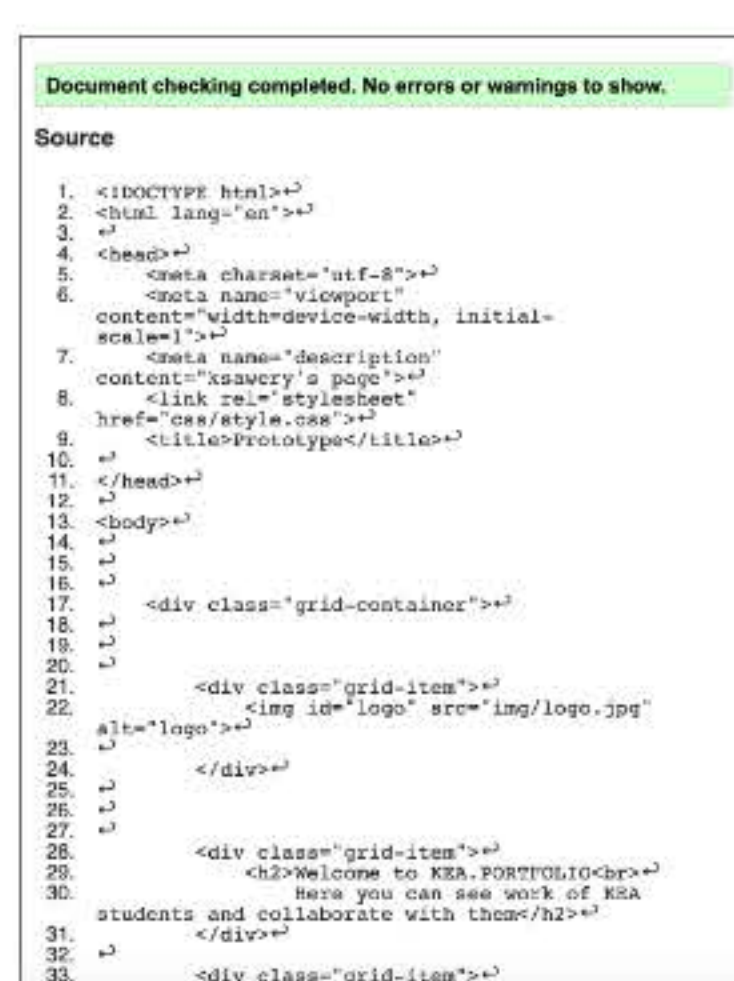 Document checking completed. No errors or warnings to show.
Source
1. <!DOCTYPE html>↩
2. <html lang="en">↩
3. ↩
4. <head>↩
5. <meta charset="utf-8">↩
6. <meta name="viewport"
content="width=device-width, initial-
scale=1">↩
7. <meta name="description"
content="ksawery's page">↩
8. <link rel="stylesheet"
href="css/style.css">↩
9. <title>Prototype</title>↩
10. ↩
11. </head>↩
12. ↩
13. <body>↩
14. ↩
15. ↩
16. ↩
17. <div class="grid-container">↩
18. ↩
19. ↩
20. ↩
21. <div class="grid-item">↩
22. <img id="logo" src="img/logo.jpg"
alt="logo">↩
23. ↩
24. </div>↩
25. ↩
26. ↩
27. ↩
28. <div class="grid-item">↩
29. <h2>Welcome to KEA.PORTFOLIO<br>↩
30. Here you can see work of KEA
students and collaborate with them</h2>↩
31. </div>↩
32. ↩
33. <div class="grid-item">↩